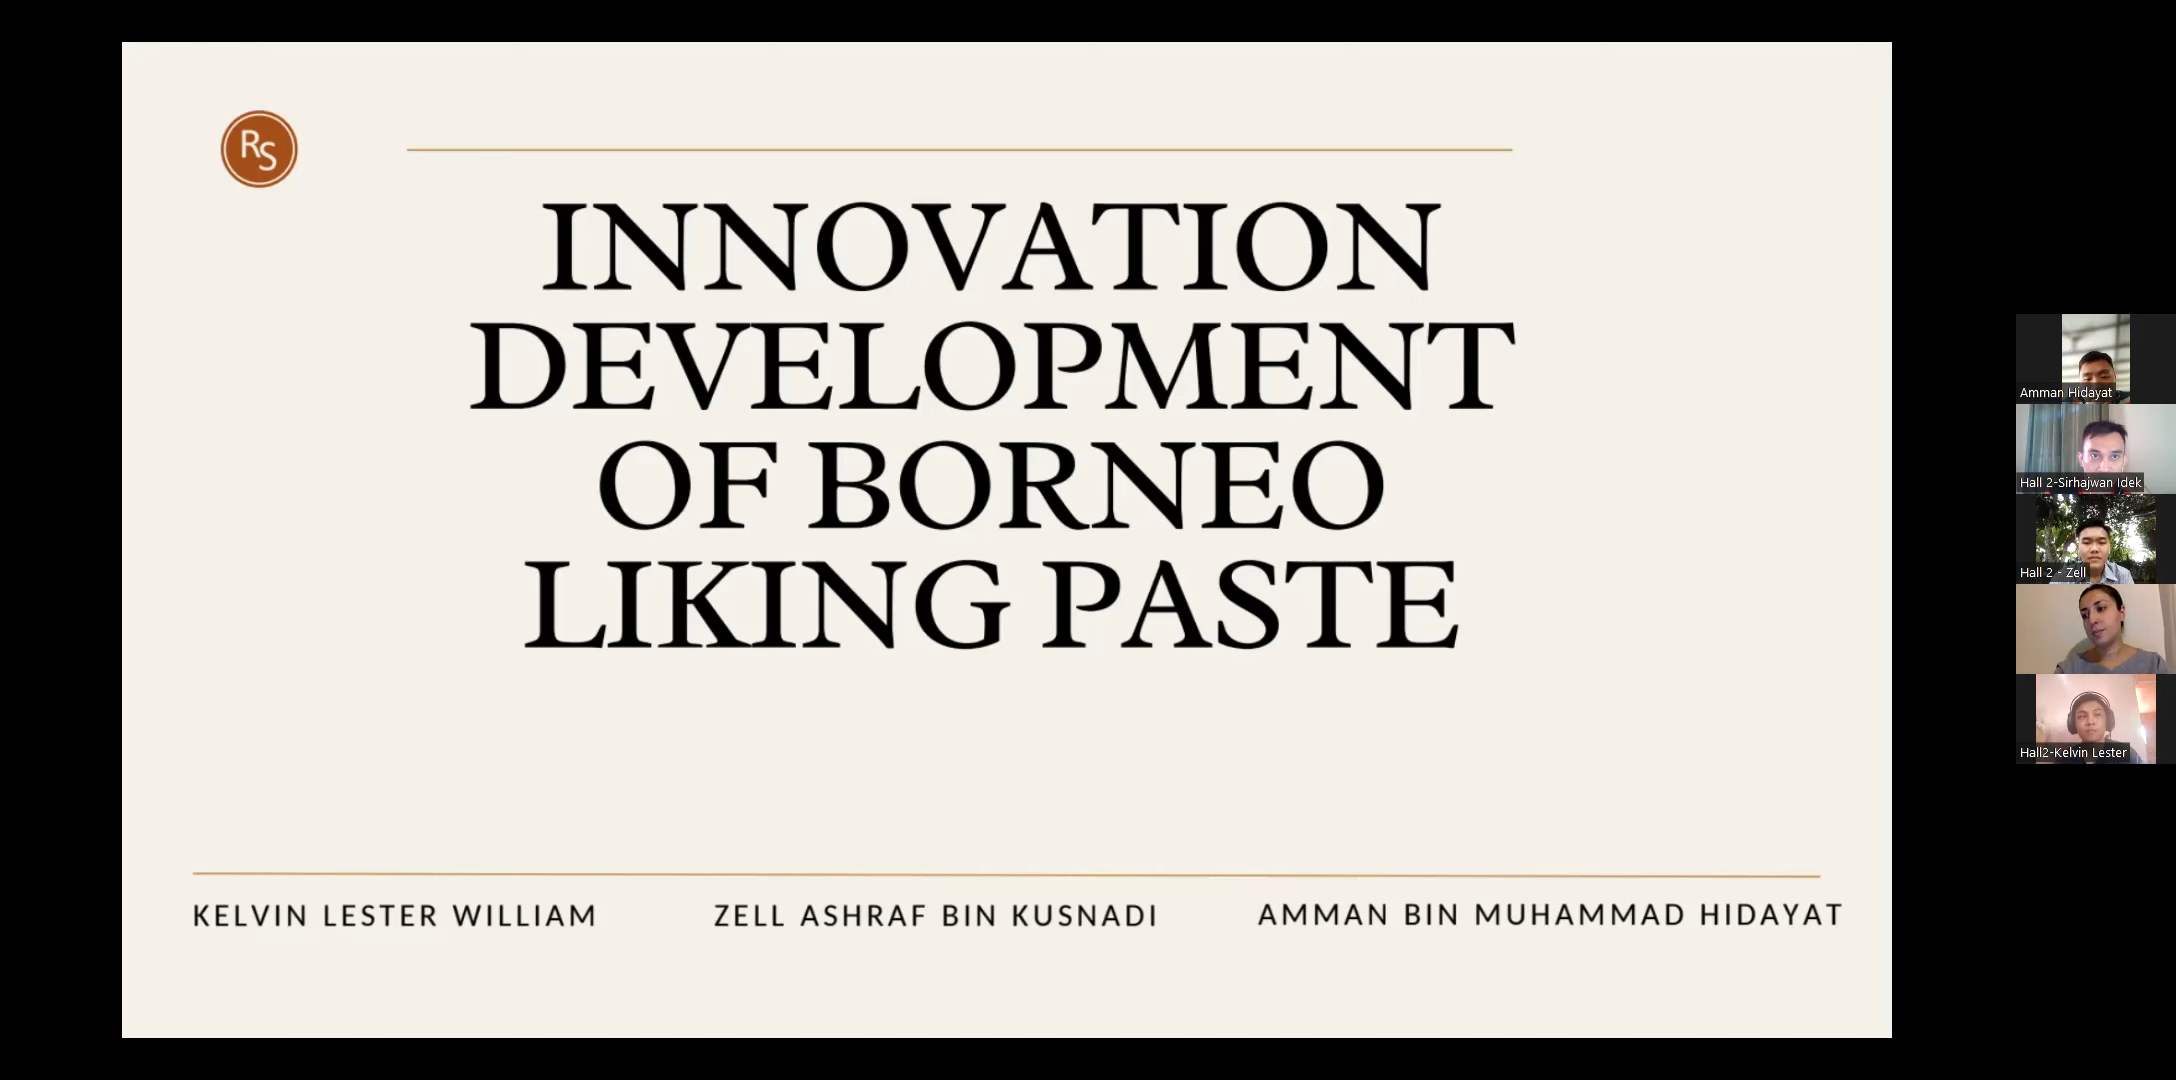 RS
INNOVATION
DEVELOPMENT
OF BORNEO
LIKING PASTE
KELVIN LESTER WILLIAM
ZELL ASHRAF BIN KUSNADI
AMMAN BIN MUHAMMAD HIDAYAT
Amman Hidayat
Hall 2-Sirhajwan Idek
Hall 2 - Zell
Hall2-Kelvin Lester